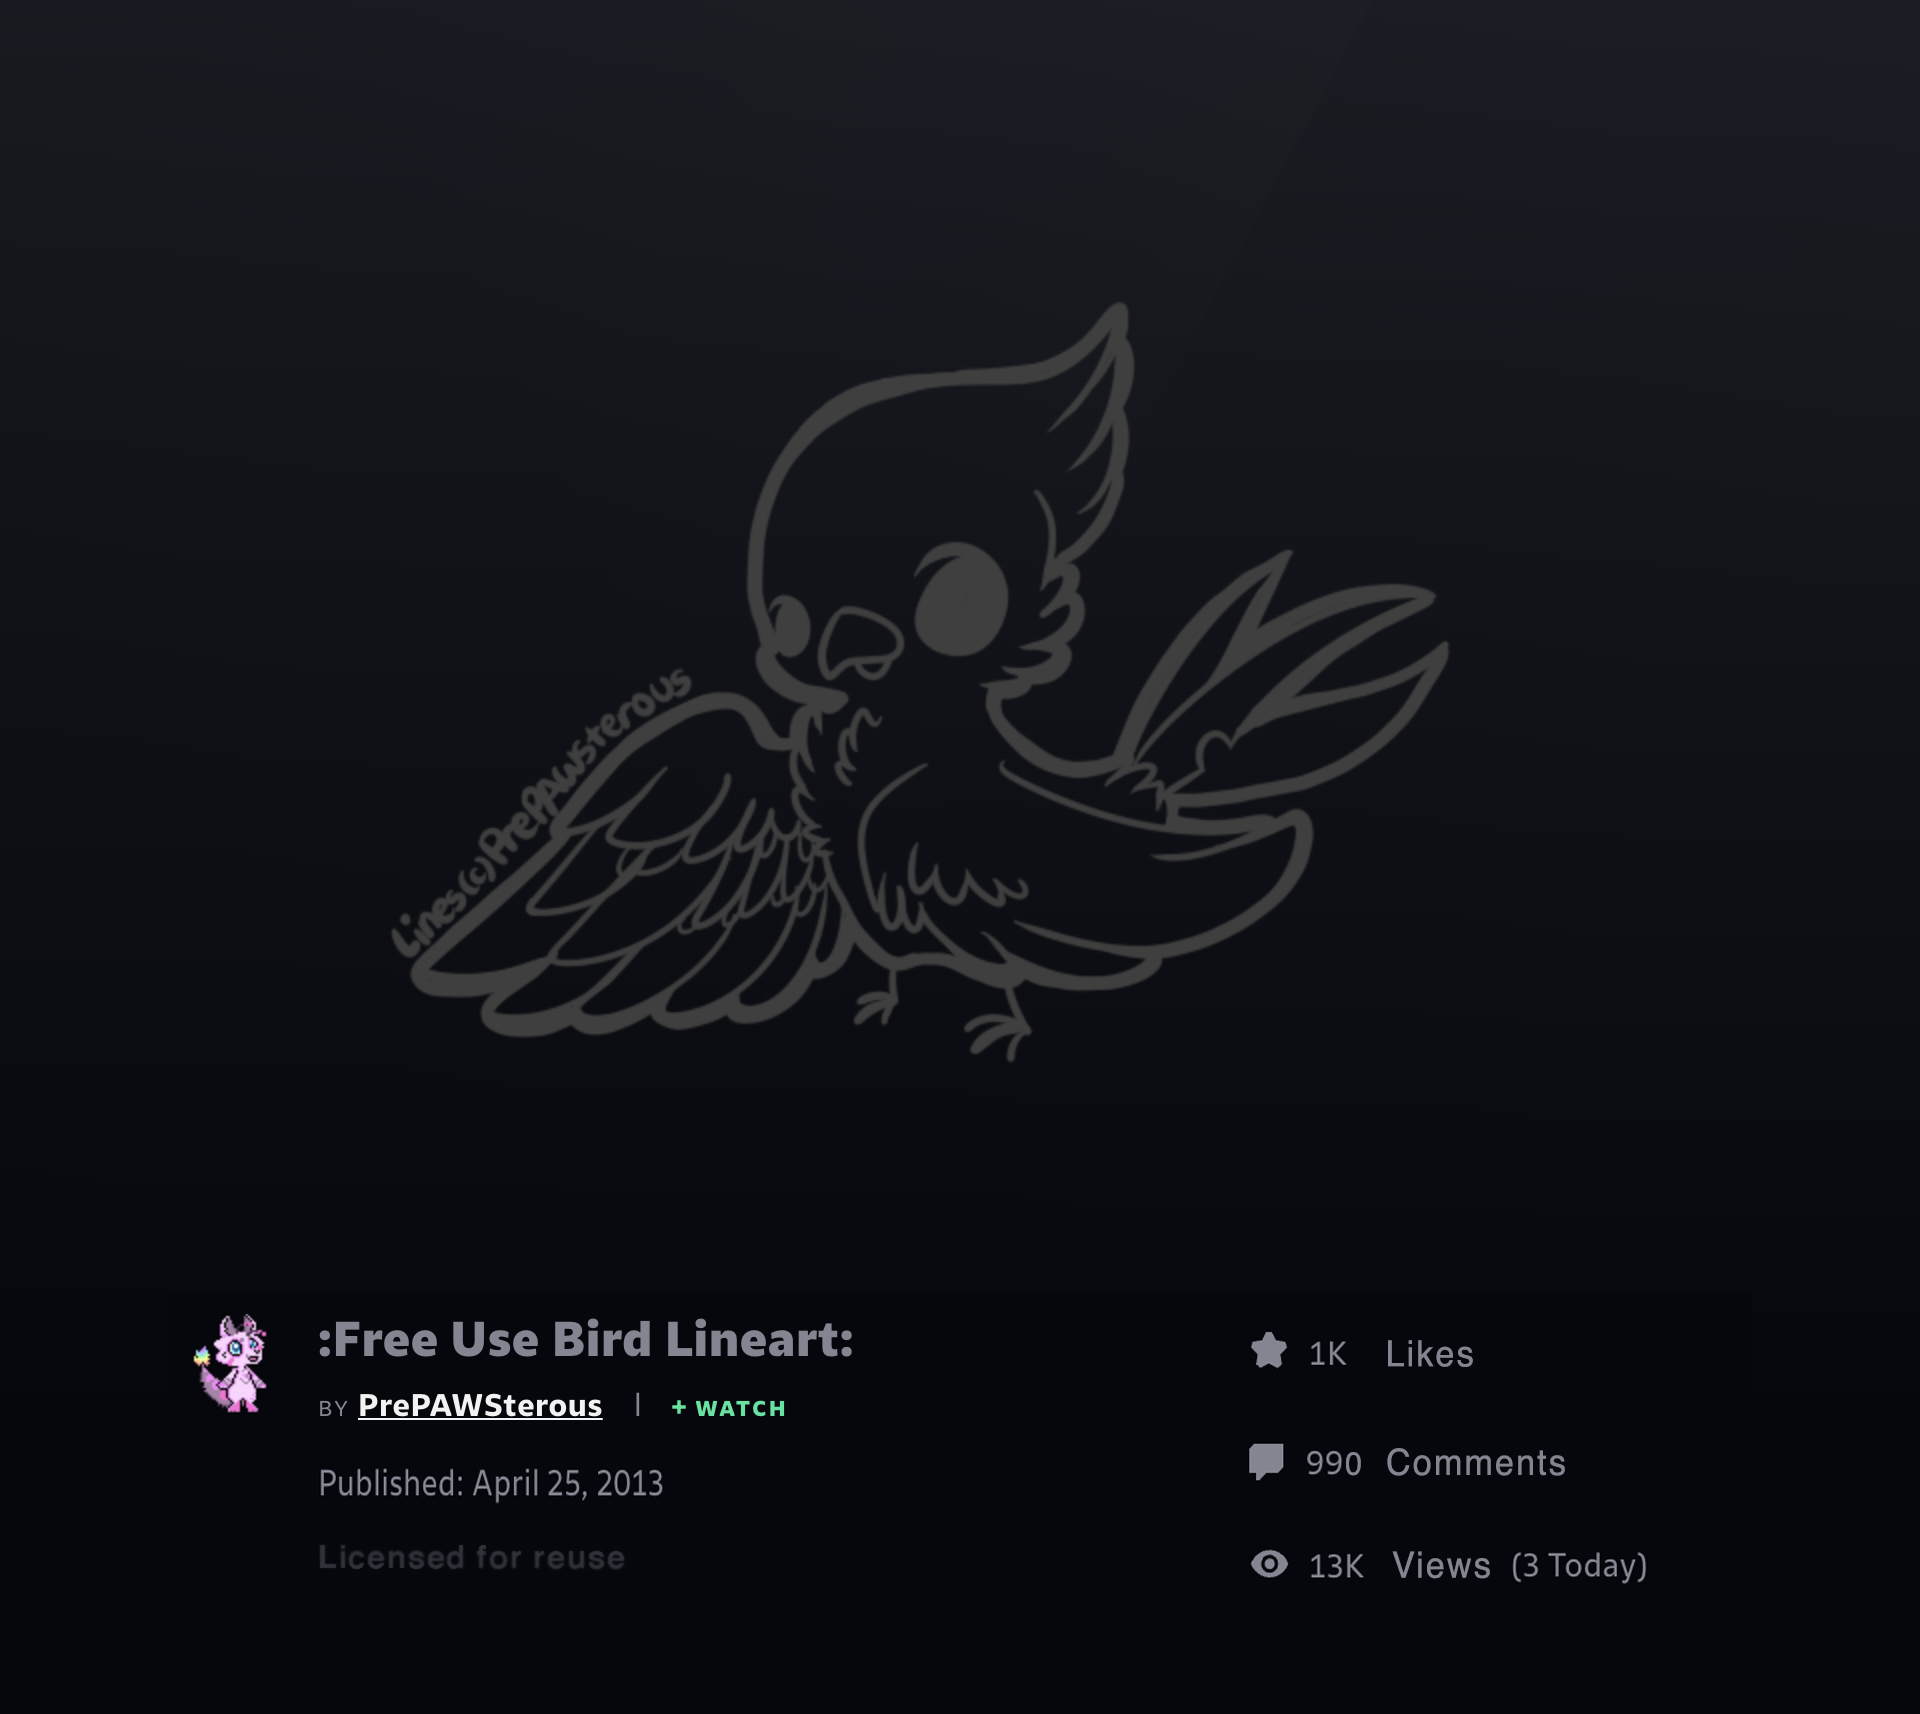 Lines(c)PrePAWsterous
:Free Use Bird Lineart:
BY PrePAWSterous | + WATCH
Published: April 25, 2013
Licensed for reuse
1K Likes
990 Comments
13K Views (3 Today)